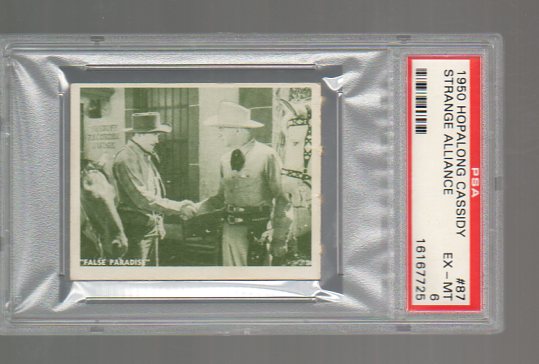 PSA
1950 HOPALONG CASSIDY #87
STRANGE ALLIANCE EX-MT
6
16167725
"FALSE PARADISE"